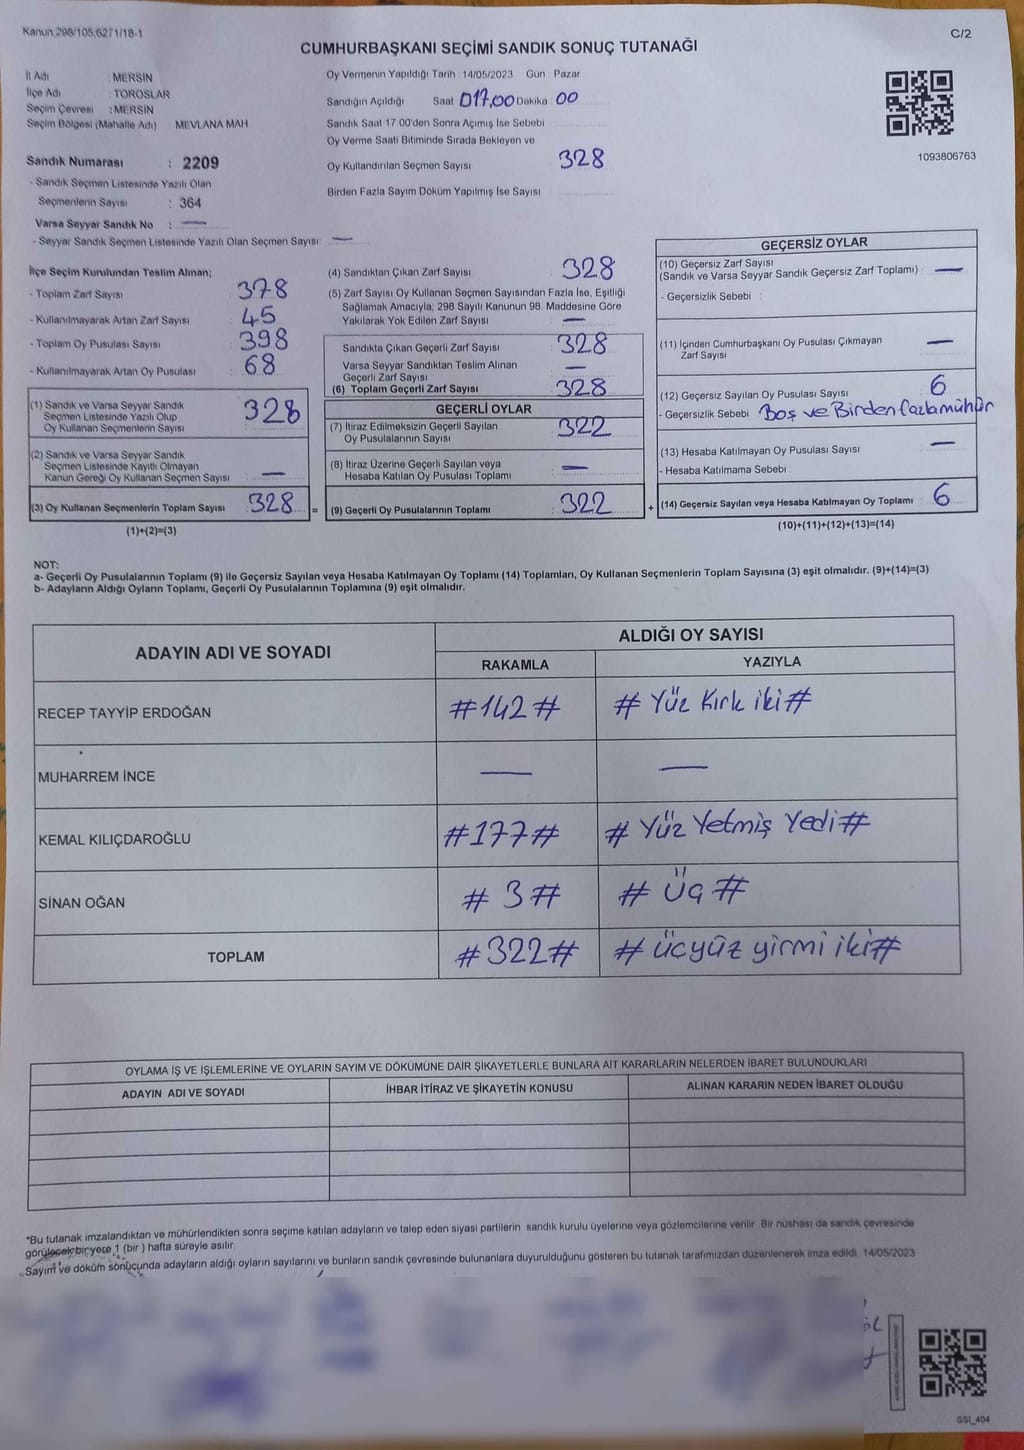 Kanun.298/105,6271/18-1
C/2
CUMHURBAŞKANI SEÇİMİ SANDIK SONUÇ TUTANAĞI
İl Adı : MERSİN
İlçe Adı : TOROSLAR
Seçim Çevresi : MERSİN
Seçim Bölgesi (Mahalle Adı) MEVLANA MAH.
Sandık Numarası : 2209
- Sandık Seçmen Listesinde Yazılı Olan
Seçmenlerin Sayısı : 364
Varsa Seyyar Sandık No : —
- Seyyar Sandık Seçmen Listesinde Yazılı Olan Seçmen Sayısı —
Oy Vermenin Yapıldığı Tarih : 14/05/2023 Gün Pazar
Sandığın Açıldığı Saat 017,00 Dakika 00
Sandık Saat 17 00'den Sonra Açımış İse Sebebi
Oy Verme Saati Bitiminde Sırada Bekleyen ve
Oy Kullandırılan Seçmen Sayısı 328
Birden Fazla Sayım Döküm Yapılmış İse Sayısı
1093806763
İlçe Seçim Kurulundan Teslim Alınan;
- Toplam Zarf Sayısı 378
- Kullanılmayarak Artan Zarf Sayısı 45
- Toplam Oy Pusulası Sayısı 398
- Kullanılmayarak Artan Oy Pusulası 68
(1) Sandık ve Varsa Seyyar Sandık
Seçmen Listesinde Yazılı Olup
Oy Kullanan Seçmenlerin Sayısı 328
(2) Sandık ve Varsa Seyyar Sandık
Seçmen Listesinde Kayıtlı Olmayan
Kanun Gereği Oy Kullanan Seçmen Sayısı —
(3) Oy Kullanan Seçmenlerin Toplam Sayısı 328 =
(1)+(2)=(3)
(4) Sandıktan Çıkan Zarf Sayısı 328
(5) Zarf Sayısı Oy Kullanan Seçmen Sayısından Fazla İse, Eşitliği
Sağlamak Amacıyla; 298 Sayılı Kanunun 98. Maddesine Göre
Yakılarak Yok Edilen Zarf Sayısı —
Sandıkta Çıkan Geçerli Zarf Sayısı 328
Varsa Seyyar Sandıktan Teslim Alınan
Geçerli Zarf Sayısı —
(6) Toplam Geçerli Zarf Sayısı 328
GEÇERLİ OYLAR
(7) İtiraz Edilmeksizin Geçerli Sayılan
Oy Pusulalarının Sayısı 322
(8) İtiraz Üzerine Geçerli Sayılan veya
Hesaba Katılan Oy Pusulası Toplamı —
(9) Geçerli Oy Pusulalarının Toplamı 322 +
GEÇERSİZ OYLAR
(10) Geçersiz Zarf Sayısı
(Sandık ve Varsa Seyyar Sandık Geçersiz Zarf Toplamı) —
- Geçersizlik Sebebi :
(11) İçinden Cumhurbaşkanı Oy Pusulası Çıkmayan
Zarf Sayısı —
(12) Geçersiz Sayılan Oy Pusulası Sayısı 6
- Geçersizlik Sebebi Boş ve Birden fazla mühür
(13) Hesaba Katılmayan Oy Pusulası Sayısı —
- Hesaba Katılmama Sebebi
(14) Geçersiz Sayılan veya Hesaba Katılmayan Oy Toplamı 6
(10)+(11)+(12)+(13)=(14)
NOT:
a- Geçerli Oy Pusulalarının Toplamı (9) ile Geçersiz Sayılan veya Hesaba Katılmayan Oy Toplamı (14) Toplamları, Oy Kullanan Seçmenlerin Toplam Sayısına (3) eşit olmalıdır. (9)+(14)=(3)
b- Adayların Aldığı Oyların Toplamı, Geçerli Oy Pusulalarının Toplamına (9) eşit olmalıdır.
ADAYIN ADI VE SOYADI
ALDIĞI OY SAYISI
RAKAMLA YAZIYLA
RECEP TAYYİP ERDOĞAN #142# # Yüz Kırk iki #
MUHARREM İNCE — —
KEMAL KILIÇDAROĞLU #177# # Yüz Yetmiş Yedi #
SİNAN OĞAN # 3 # # Üç #
TOPLAM #322# # ücyüz yirmi iki#
OYLAMA İŞ VE İŞLEMLERİNE VE OYLARIN SAYIM VE DÖKÜMÜNE DAİR ŞİKAYETLERLE BUNLARA AİT KARARLARIN NELERDEN İBARET BULUNDUKLARI
ADAYIN ADI VE SOYADI İHBAR İTİRAZ VE ŞİKAYETİN KONUSU ALINAN KARARIN NEDEN İBARET OLDUĞU
*Bu tutanak imzalandıktan ve mühürlendikten sonra seçime katılan adayların ve talep eden siyasi partilerin sandık kurulu üyelerine veya gözlemcilerine verilir. Bir nüshası da sandık çevresinde
görülecek bir yere 1 (bir ) hafta süreyle asılır.
Sayım ve döküm sonucunda adayların aldığı oyların sayılarını ve bunların sandık çevresinde bulunanlara duyurulduğunu gösteren bu tutanak tarafımızdan düzenlenerek imza edildi. 14/05/2023
SSI_404